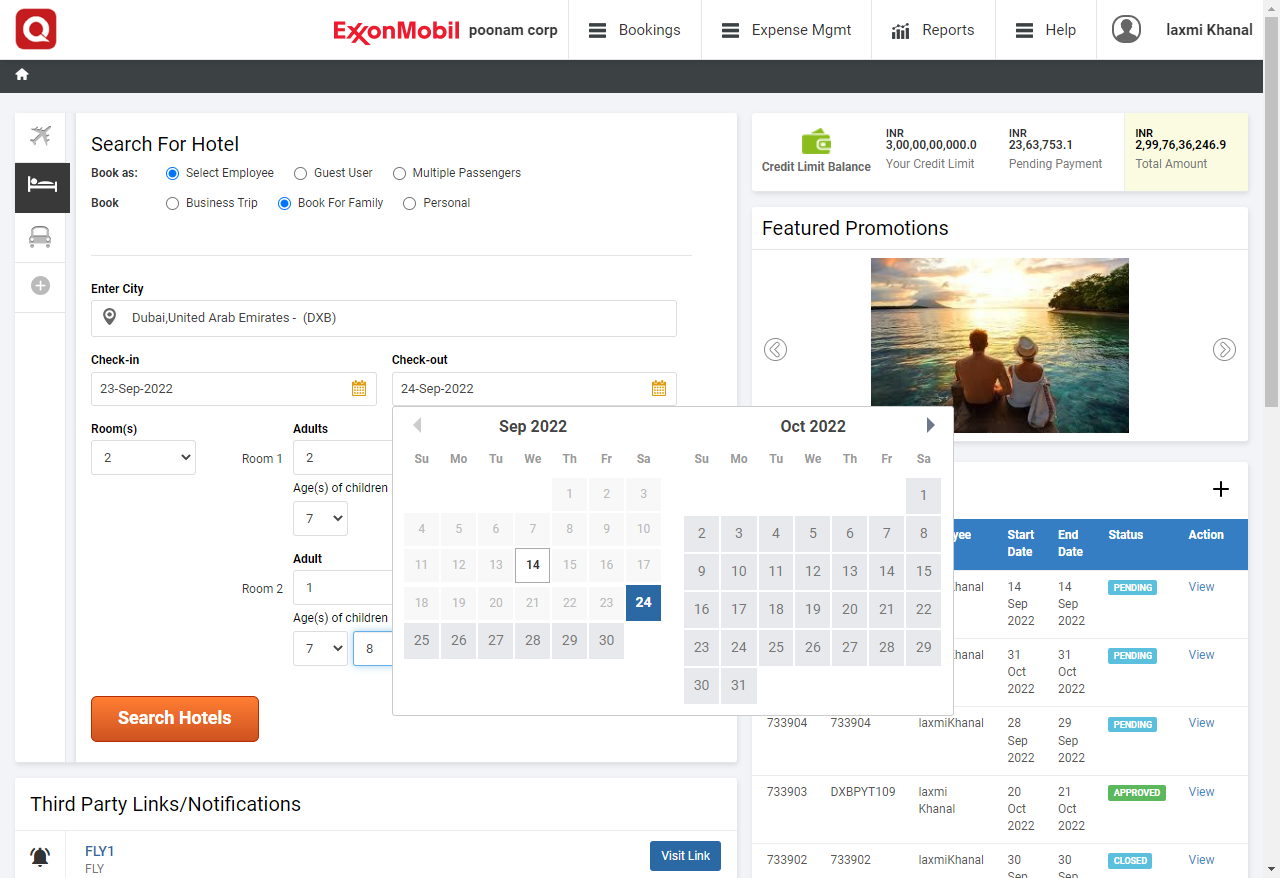 Q
ExxonMobil poonam corp
Bookings
Expense Mgmt
Reports
Help
laxmi Khanal
Search For Hotel
Book as: Select Employee Guest User Multiple Passengers
Book Business Trip Book For Family Personal
Enter City
Dubai,United Arab Emirates - (DXB)
Check-in Check-out
23-Sep-2022 24-Sep-2022
Room(s) Adults
2 Room 1 2
Age(s) of children
7
Adult
Room 2 1
Age(s) of children
7 8
Search Hotels
Sep 2022
Su Mo Tu We Th Fr Sa
1 2 3
4 5 6 7 8 9 10
11 12 13 14 15 16 17
18 19 20 21 22 23 24
25 26 27 28 29 30
Oct 2022
Su Mo Tu We Th Fr Sa
1
2 3 4 5 6 7 8
9 10 11 12 13 14 15
16 17 18 19 20 21 22
23 24 25 26 27 28 29
30 31
Third Party Links/Notifications
FLY1
FLY
Visit Link
Credit Limit Balance
INR
3,00,00,00,000.0
Your Credit Limit
INR
23,63,753.1
Pending Payment
INR
2,99,76,36,246.9
Total Amount
Featured Promotions
yee Start Date End Date Status Action
hanal 14 Sep 2022 14 Sep 2022 PENDING View
hanal 31 Oct 2022 31 Oct 2022 PENDING View
733904 733904 laxmiKhanal 28 Sep 2022 29 Sep 2022 PENDING View
733903 DXBPYT109 laxmi Khanal 20 Oct 2022 21 Oct 2022 APPROVED View
733902 733902 laxmiKhanal 30 Sep 30 Sep CLOSED View